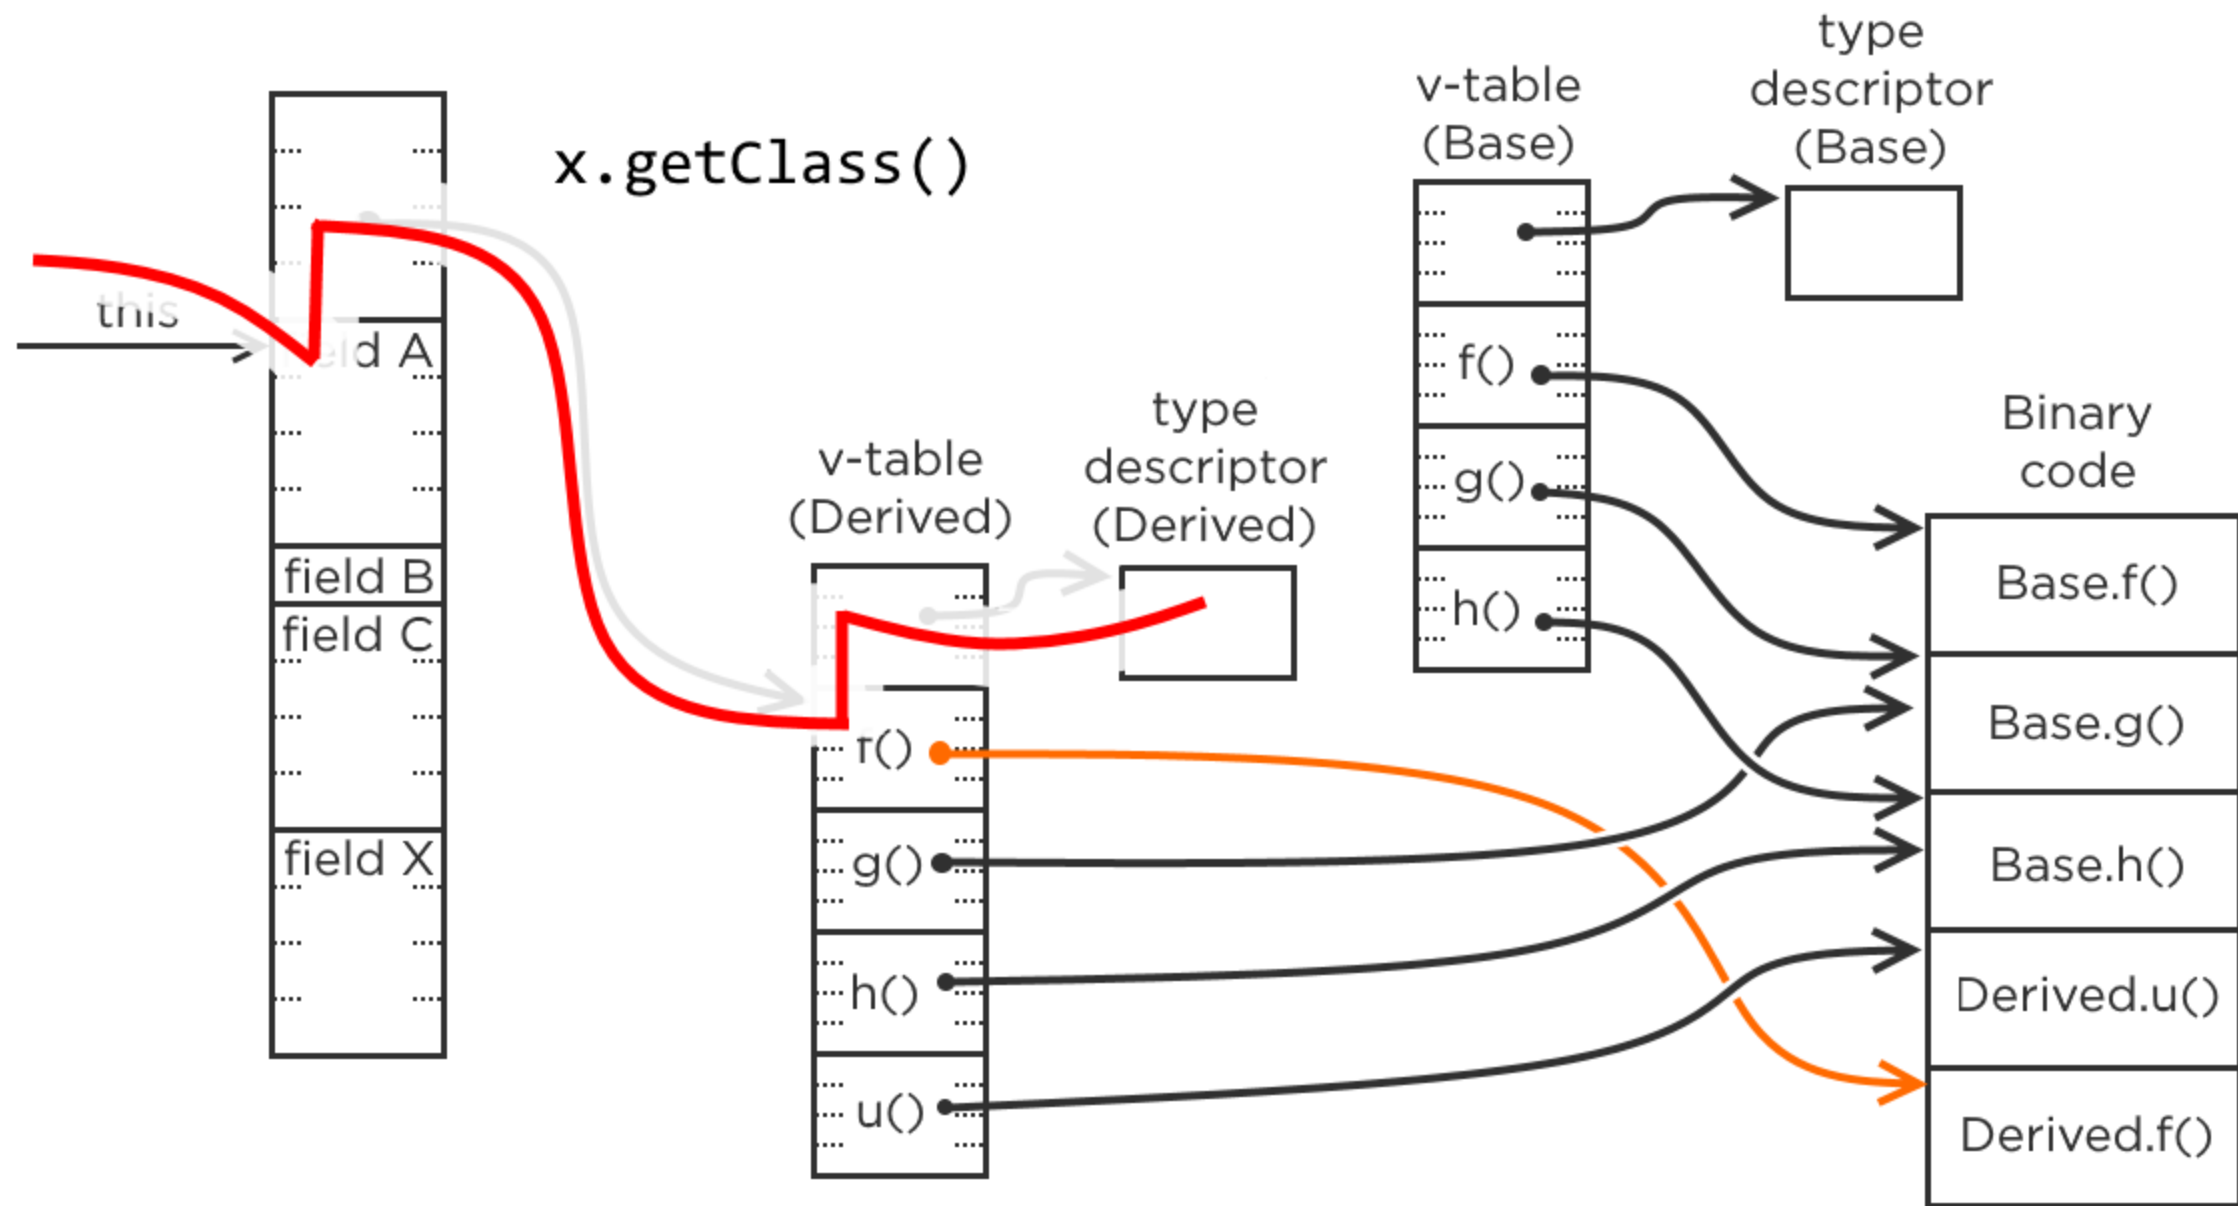 x.getClass()
this
field B
field C
field X
A
v-table
(Derived)
type
descriptor
(Derived)
g()
h()
u()
v-table
(Base)
type
descriptor
(Base)
f()
g()
h()
Binary
code
Base.f()
Base.g()
Base.h()
Derived.u()
Derived.f()